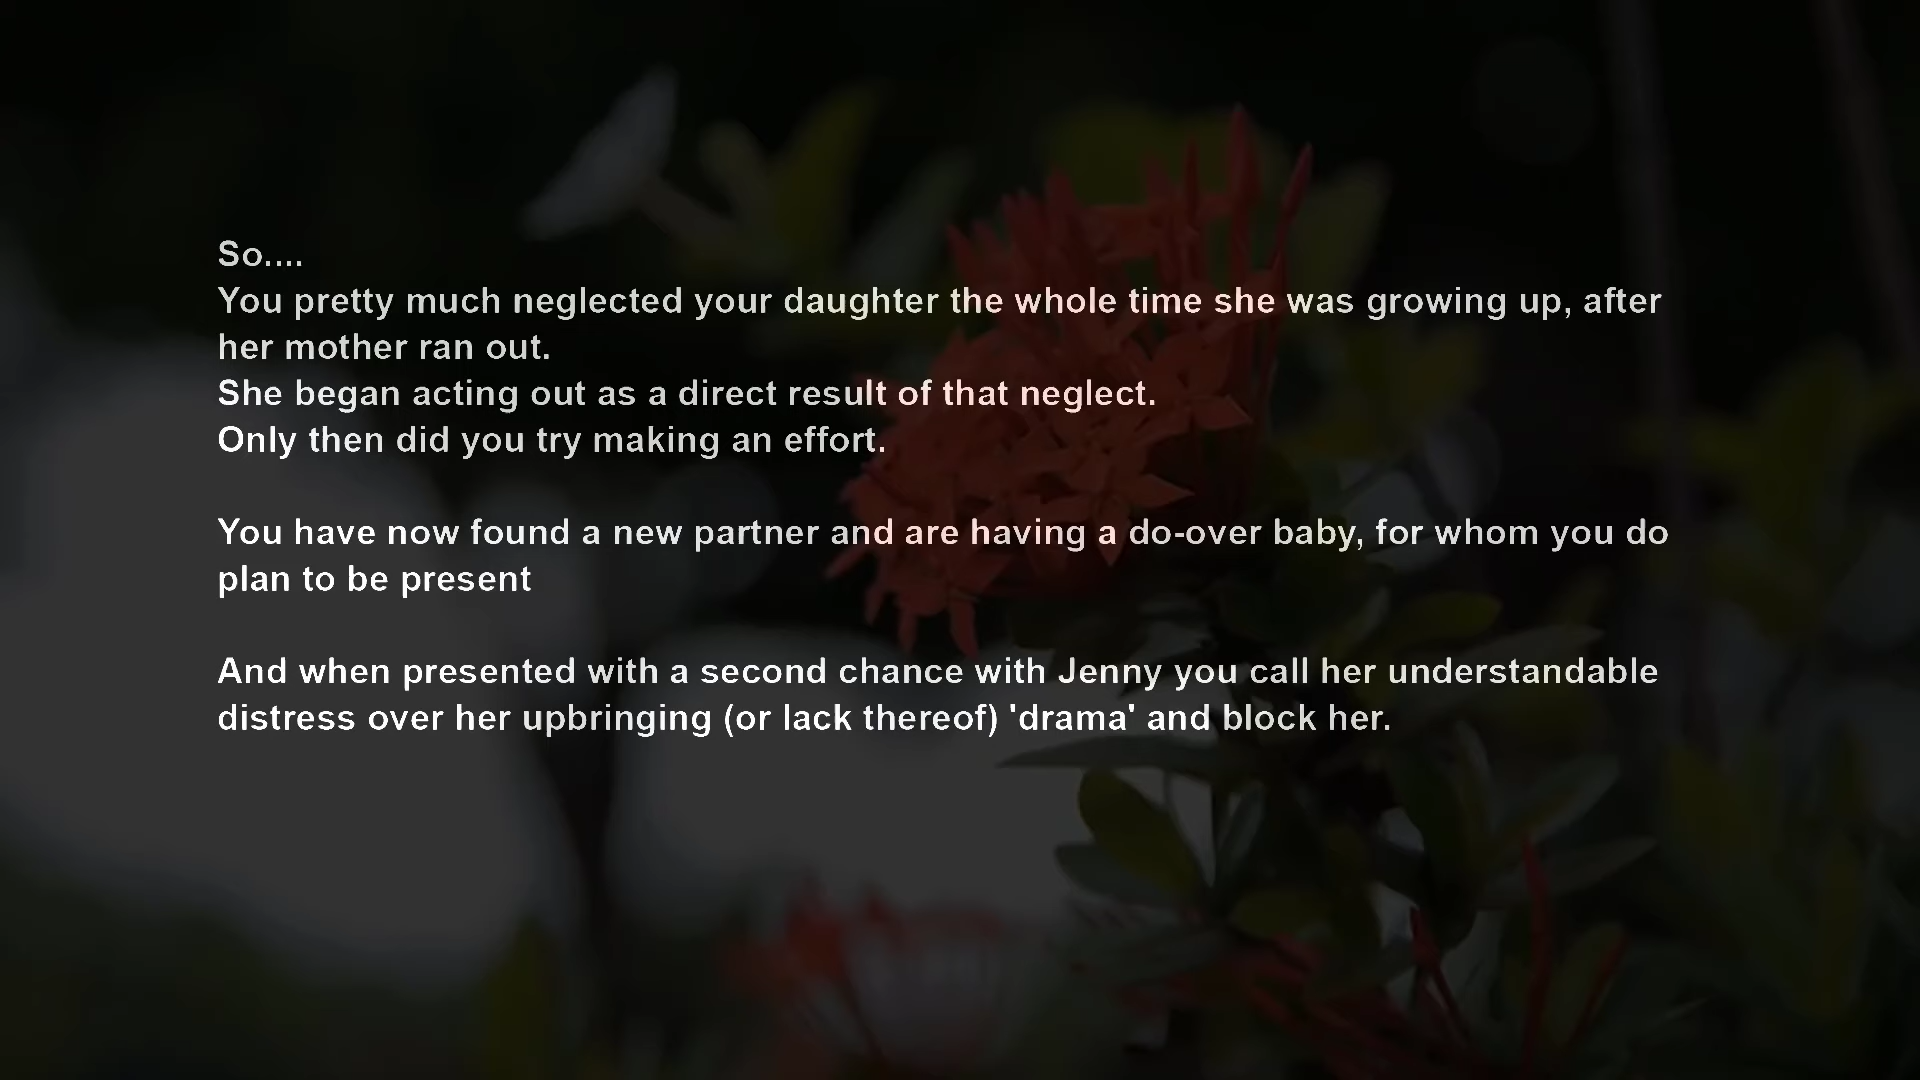 So....
You pretty much neglected your daughter the whole time she was growing up, after
her mother ran out.
She began acting out as a direct result of that neglect.
Only then did you try making an effort.
You have now found a new partner and are having a do-over baby, for whom you do
plan to be present
And when presented with a second chance with Jenny you call her understandable
distress over her upbringing (or lack thereof) 'drama' and block her.